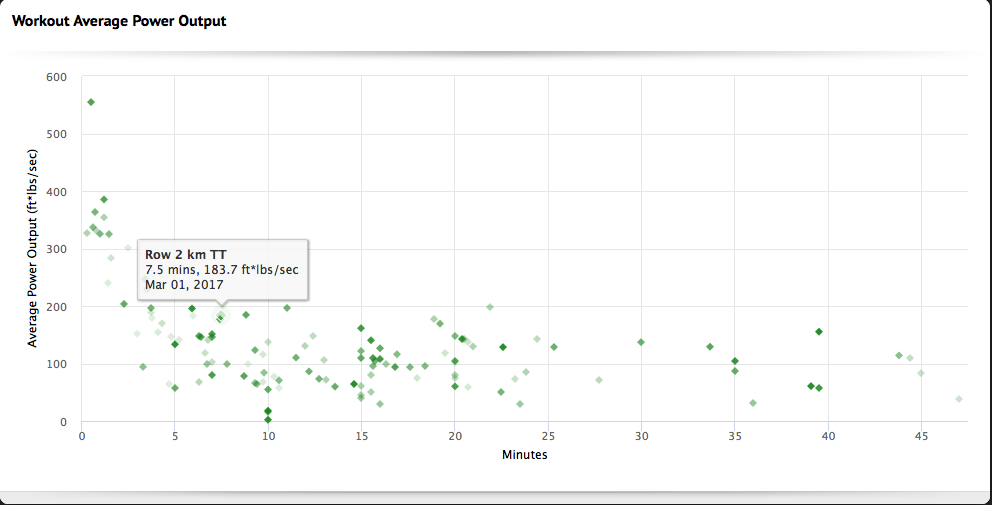 Workout Average Power Output
600
500
400
300
200
100
0
Average Power Output (ft*lbs/sec)
Row 2 km TT
7.5 mins, 183.7 ft*lbs/sec
Mar 01, 2017
0 5 10 15 20 25 30 35 40 45
Minutes